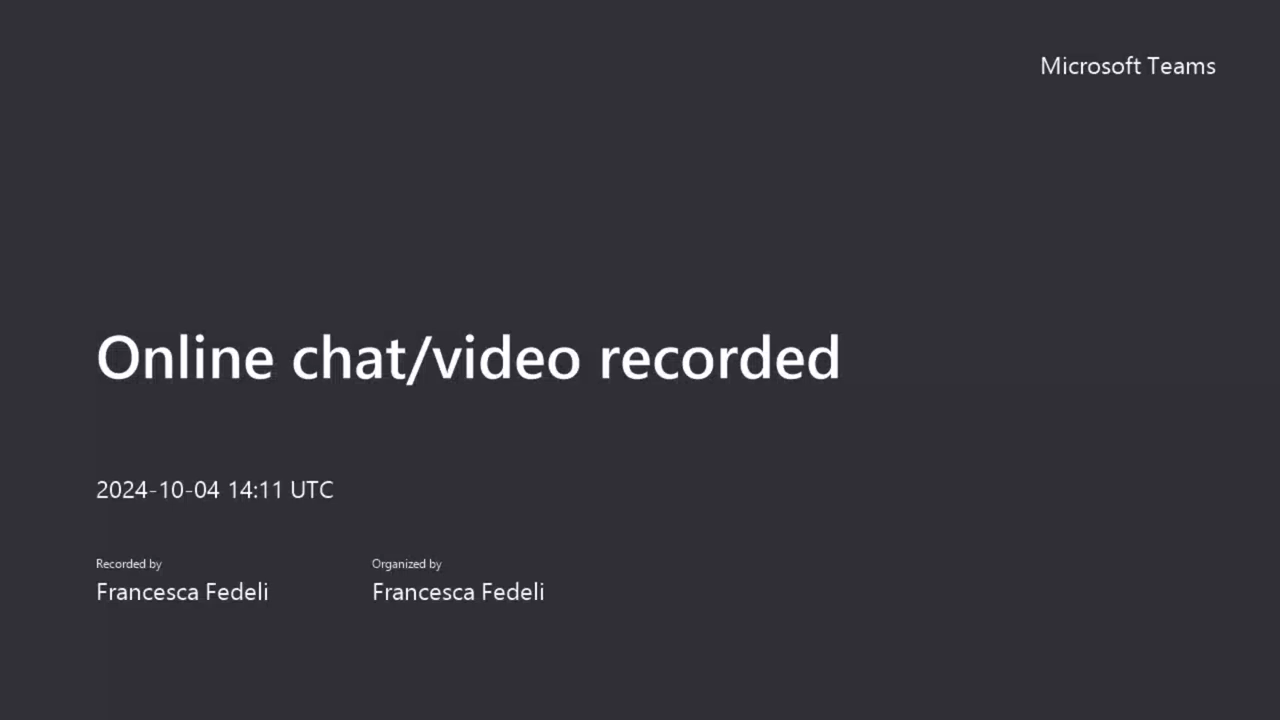 Microsoft Teams
Online chat/video recorded
2024-10-04 14:11 UTC
Recorded by
Francesca Fedeli
Organized by
Francesca Fedeli